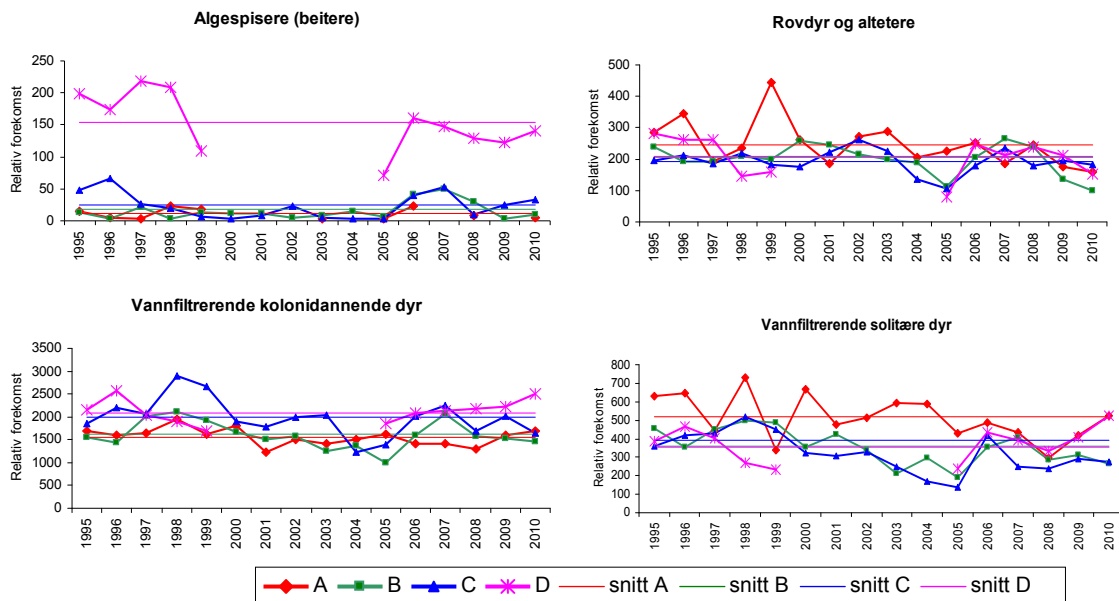 Algespisere (beitere)
Relativ forekomst
250
200
150
100
50
0
1995 1996 1997 1998 1999 2000 2001 2002 2003 2004 2005 2006 2007 2008 2009 2010
Rovdyr og altetere
Relativ forekomst
500
400
300
200
100
0
1995 1996 1997 1998 1999 2000 2001 2002 2003 2004 2005 2006 2007 2008 2009 2010
Vannfiltrerende kolonidannende dyr
Relativ forekomst
3500
3000
2500
2000
1500
1000
500
0
1995 1996 1997 1998 1999 2000 2001 2002 2003 2004 2005 2006 2007 2008 2009 2010
Vannfiltrerende solitære dyr
Relativ forekomst
800
700
600
500
400
300
200
100
0
1995 1996 1997 1998 1999 2000 2001 2002 2003 2004 2005 2006 2007 2008 2009 2010
A B C D snitt A snitt B snitt C snitt D